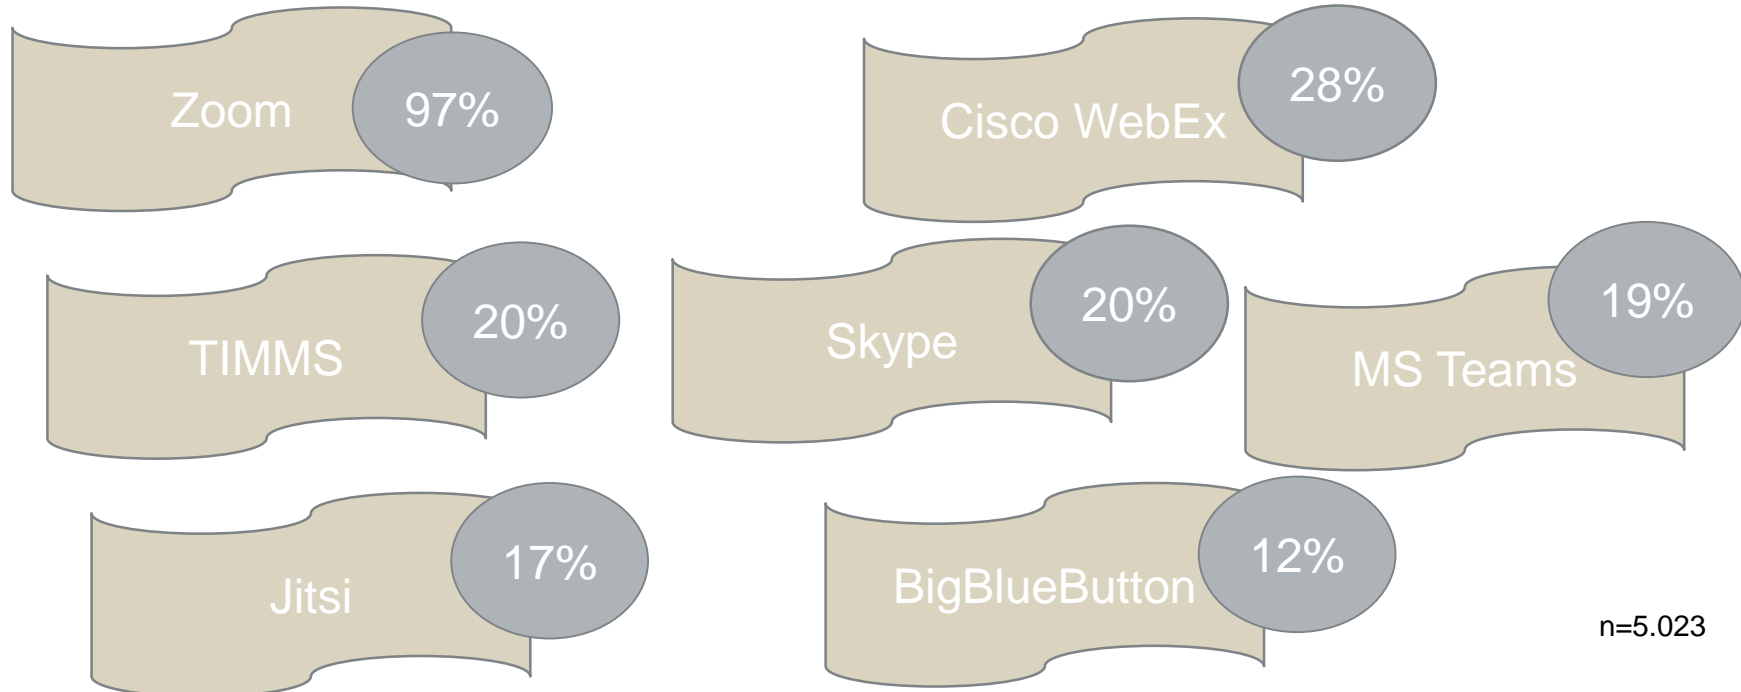 Zoom
97%
Cisco WebEx
28%
TIMMS
20%
Skype
20%
MS Teams
19%
Jitsi
17%
BigBlueButton
12%
n=5.023